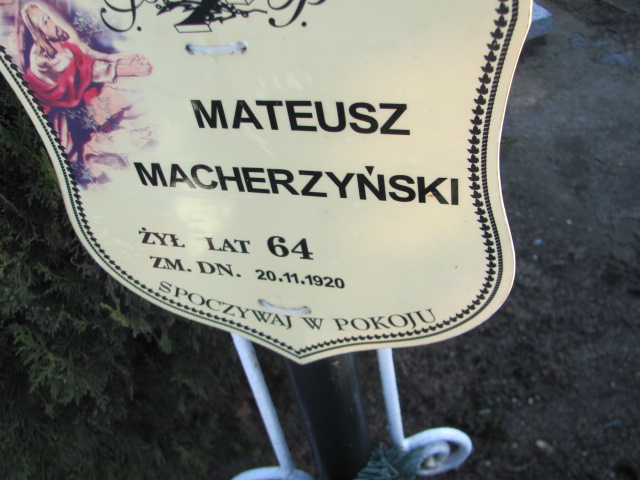 Ś. P.
MATEUSZ
MACHERZYŃSKI
ŻYŁ LAT 64
ZM. DN. 20.11.1920
SPOCZYWAJ W POKOJU